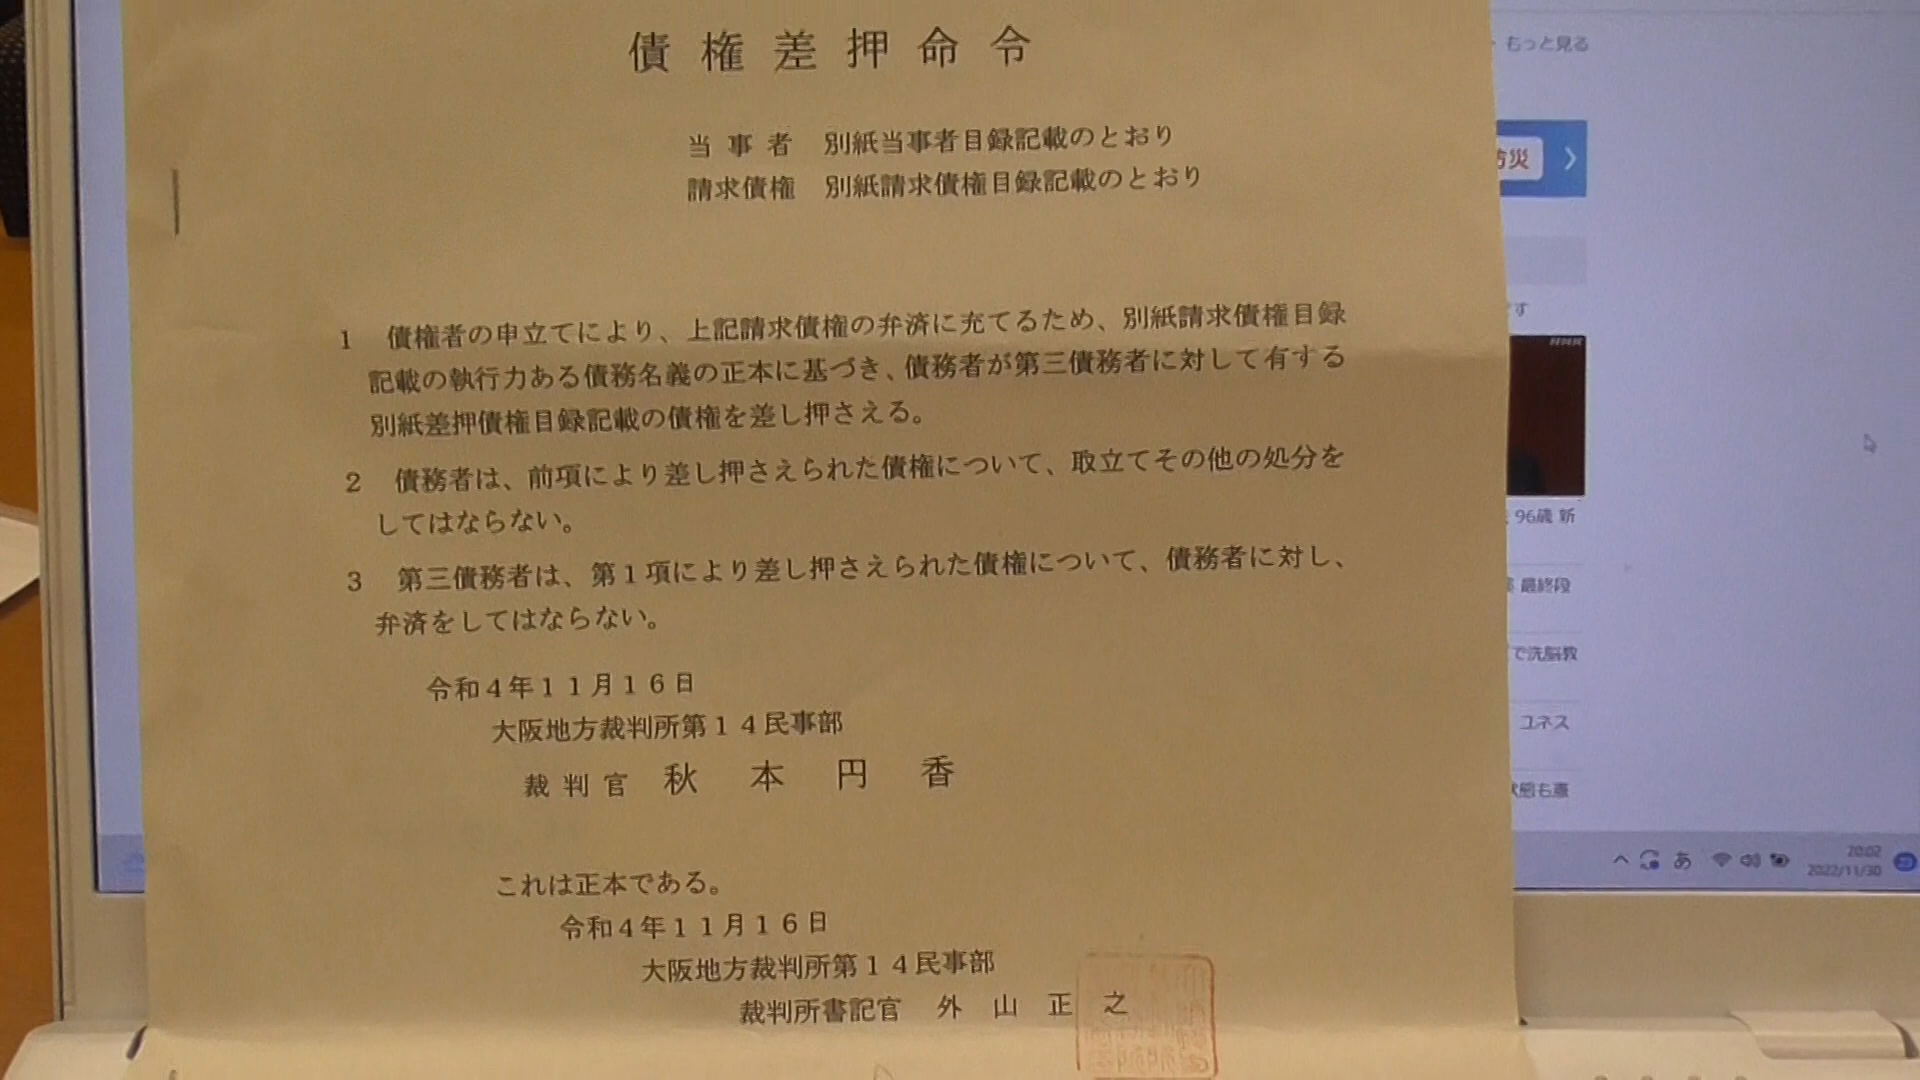 債権差押命令
当事者 別紙当事者目録記載のとおり
請求債権 別紙請求債権目録記載のとおり
1 債権者の申立てにより、上記請求債権の弁済に充てるため、別紙請求債権目録
記載の執行力ある債務名義の正本に基づき、債務者が第三債務者に対して有する
別紙差押債権目録記載の債権を差し押さえる。
2 債務者は、前項により差し押さえられた債権について、取立てその他の処分を
してはならない。
3 第三債務者は、第1項により差し押さえられた債権について、債務者に対し、
弁済をしてはならない。
令和4年11月16日
大阪地方裁判所第14民事部
裁判官 秋本円香
これは正本である。
令和4年11月16日
大阪地方裁判所第14民事部
裁判所書記官 外山正之
もっと見る
防災
す
NHK
96歳 新
最終段
で洗脳教
ユネス
状態も憲
あ
20:02
2022/11/30